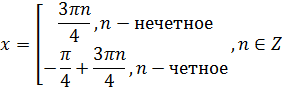 x = [ 3πn/4 , n − нечетное
−π/4 + 3πn/4 , n − четное , n ∈ Z